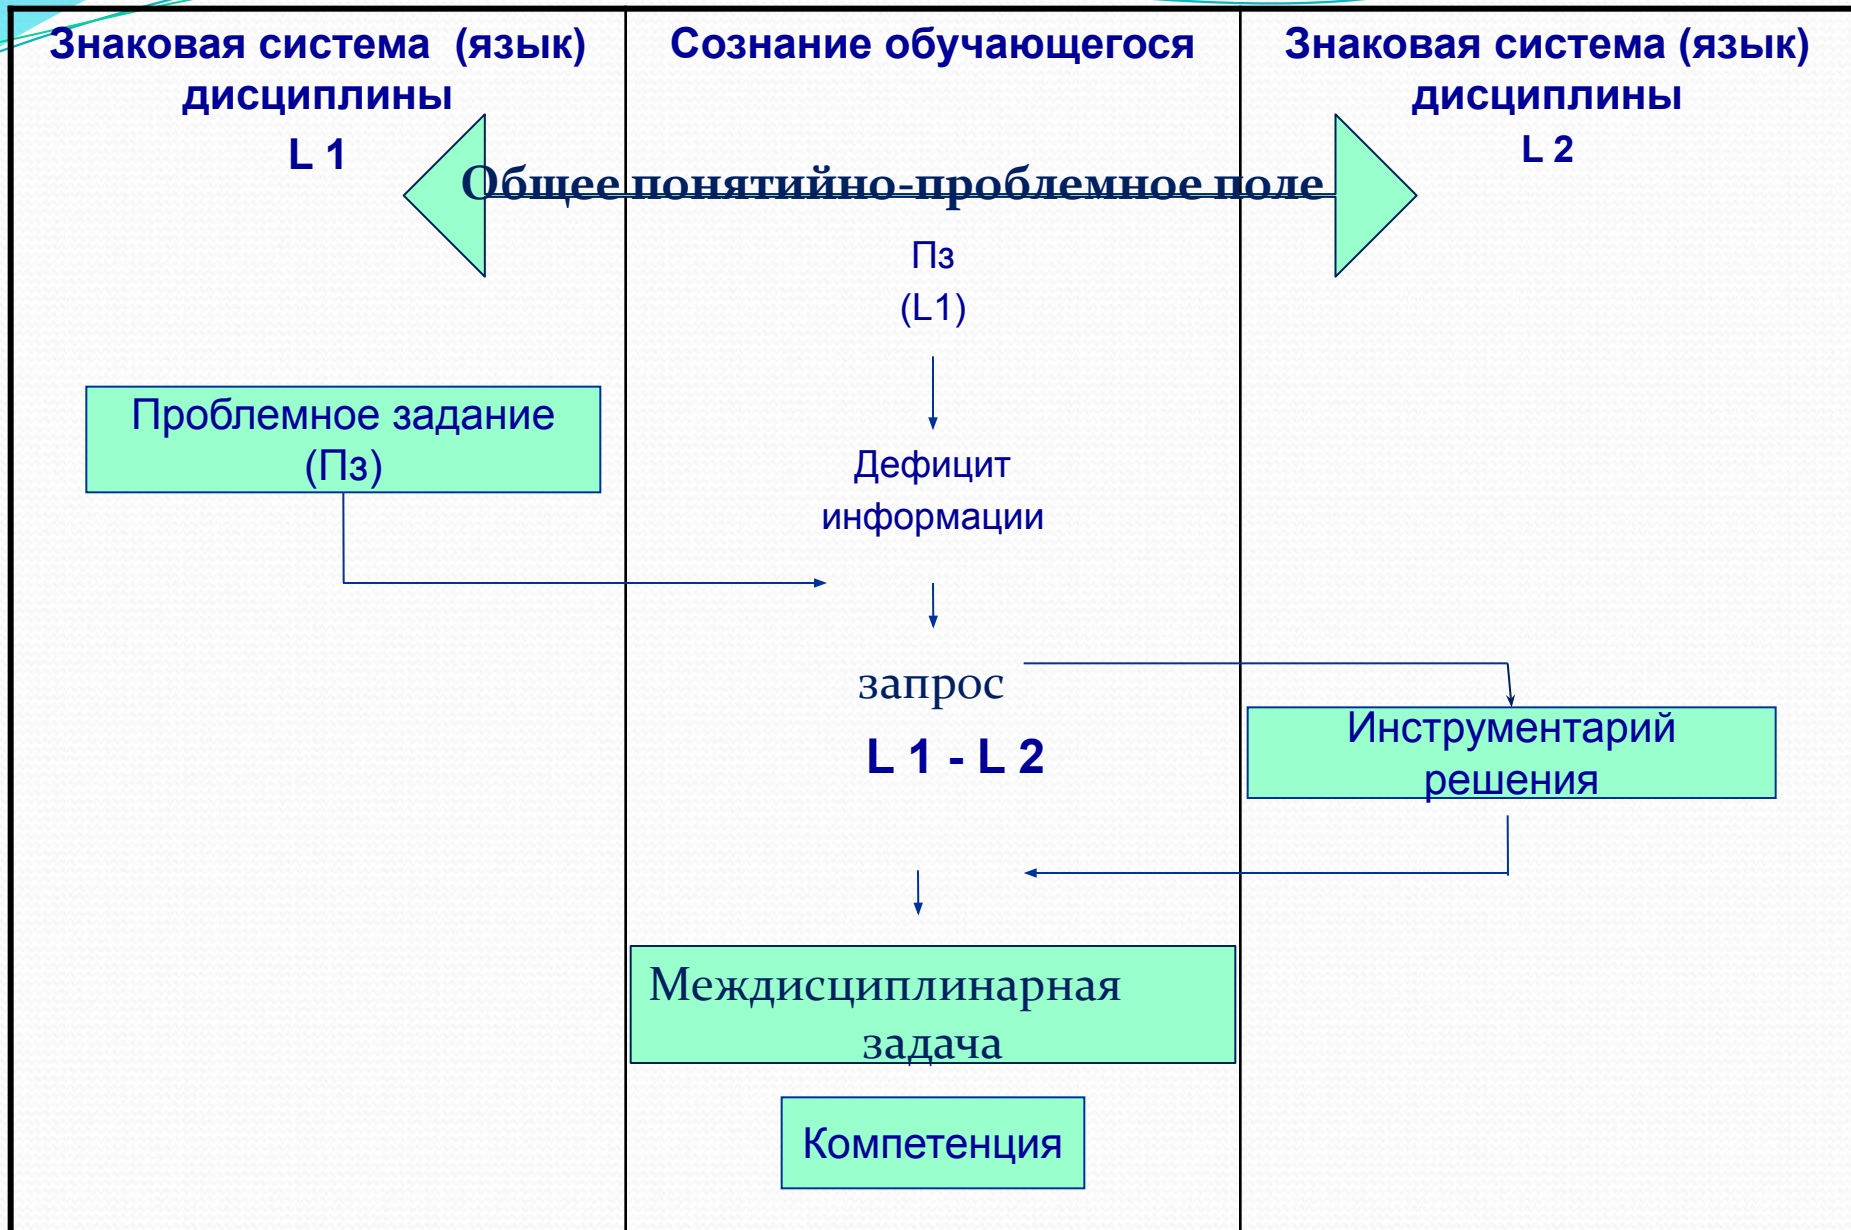 Знаковая система (язык)
дисциплины
L 1
Сознание обучающегося
Знаковая система (язык)
дисциплины
L 2
Общее понятийно-проблемное поле
Пз
(L1)
Проблемное задание
(Пз)
Дефицит
информации
запрос
L 1 - L 2
Инструментарий
решения
Междисциплинарная
задача
Компетенция